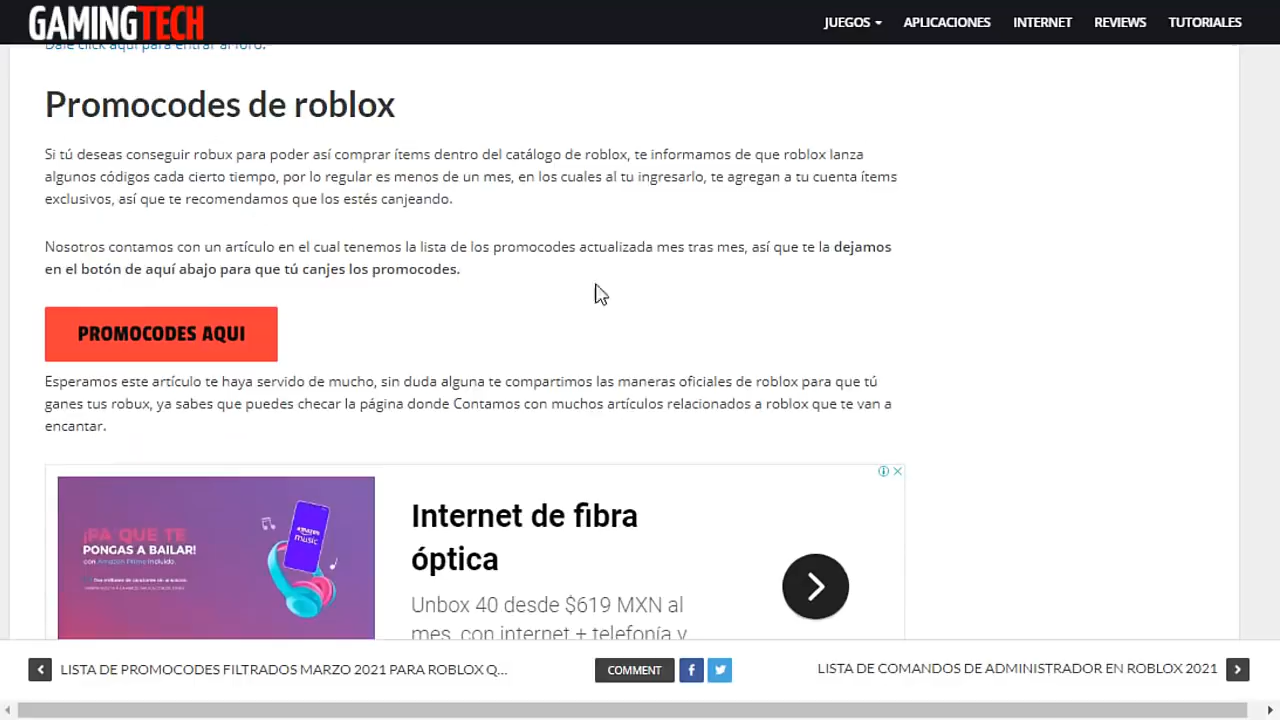 GAMINGTECH
JUEGOS
APLICACIONES
INTERNET
REVIEWS
TUTORIALES
Dale click aquí para entrar al foro.
Promocodes de roblox
Si tú deseas conseguir robux para poder así comprar ítems dentro del catálogo de roblox, te informamos de que roblox lanza
algunos códigos cada cierto tiempo, por lo regular es menos de un mes, en los cuales al tu ingresarlo, te agregan a tu cuenta ítems
exclusivos, así que te recomendamos que los estés canjeando.
Nosotros contamos con un artículo en el cual tenemos la lista de los promocodes actualizada mes tras mes, así que te la dejamos
en el botón de aquí abajo para que tú canjes los promocodes.
PROMOCODES AQUI
Esperamos este artículo te haya servido de mucho, sin duda alguna te compartimos las maneras oficiales de roblox para que tú
ganes tus robux, ya sabes que puedes checar la página donde Contamos con muchos artículos relacionados a roblox que te van a
encantar.
¡PA QUE TE
PONGAS A BAILAR!
con Amazon Prime incluido.
amazon
music
Internet de fibra
óptica
Unbox 40 desde $619 MXN al
mes, con internet + telefonía y
LISTA DE PROMOCODES FILTRADOS MARZO 2021 PARA ROBLOX Q...
COMMENT
LISTA DE COMANDOS DE ADMINISTRADOR EN ROBLOX 2021